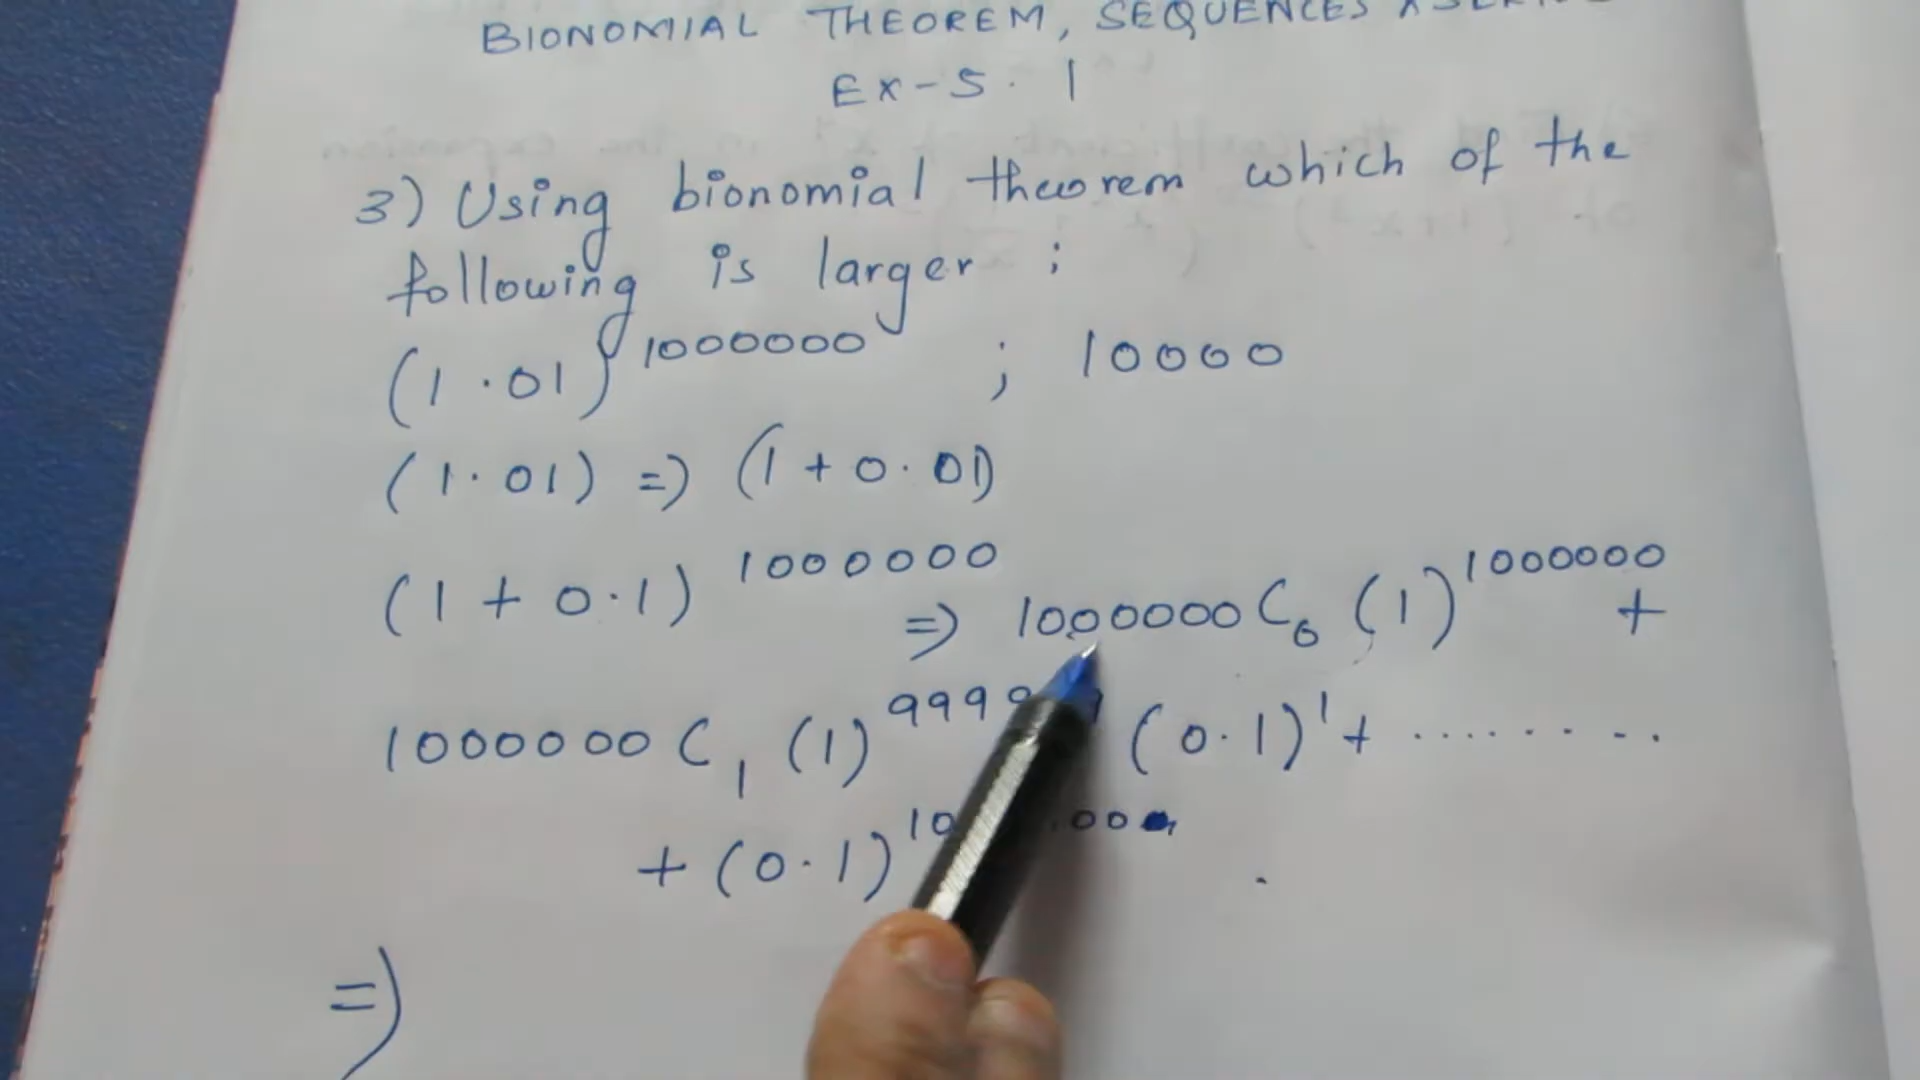 BIONOMIAL THEOREM, SEQUENCES
EX-5.1
3) Using bionomial theorem which of the
following is larger :
(1.01)^1000000 ; 10000
(1.01) => (1+0.01)
(1+0.1)^1000000
=> 1000000C₀ (1)^1000000 +
1000000C₁ (1) (0.1)^1 + .........
+ (0.1)
=>